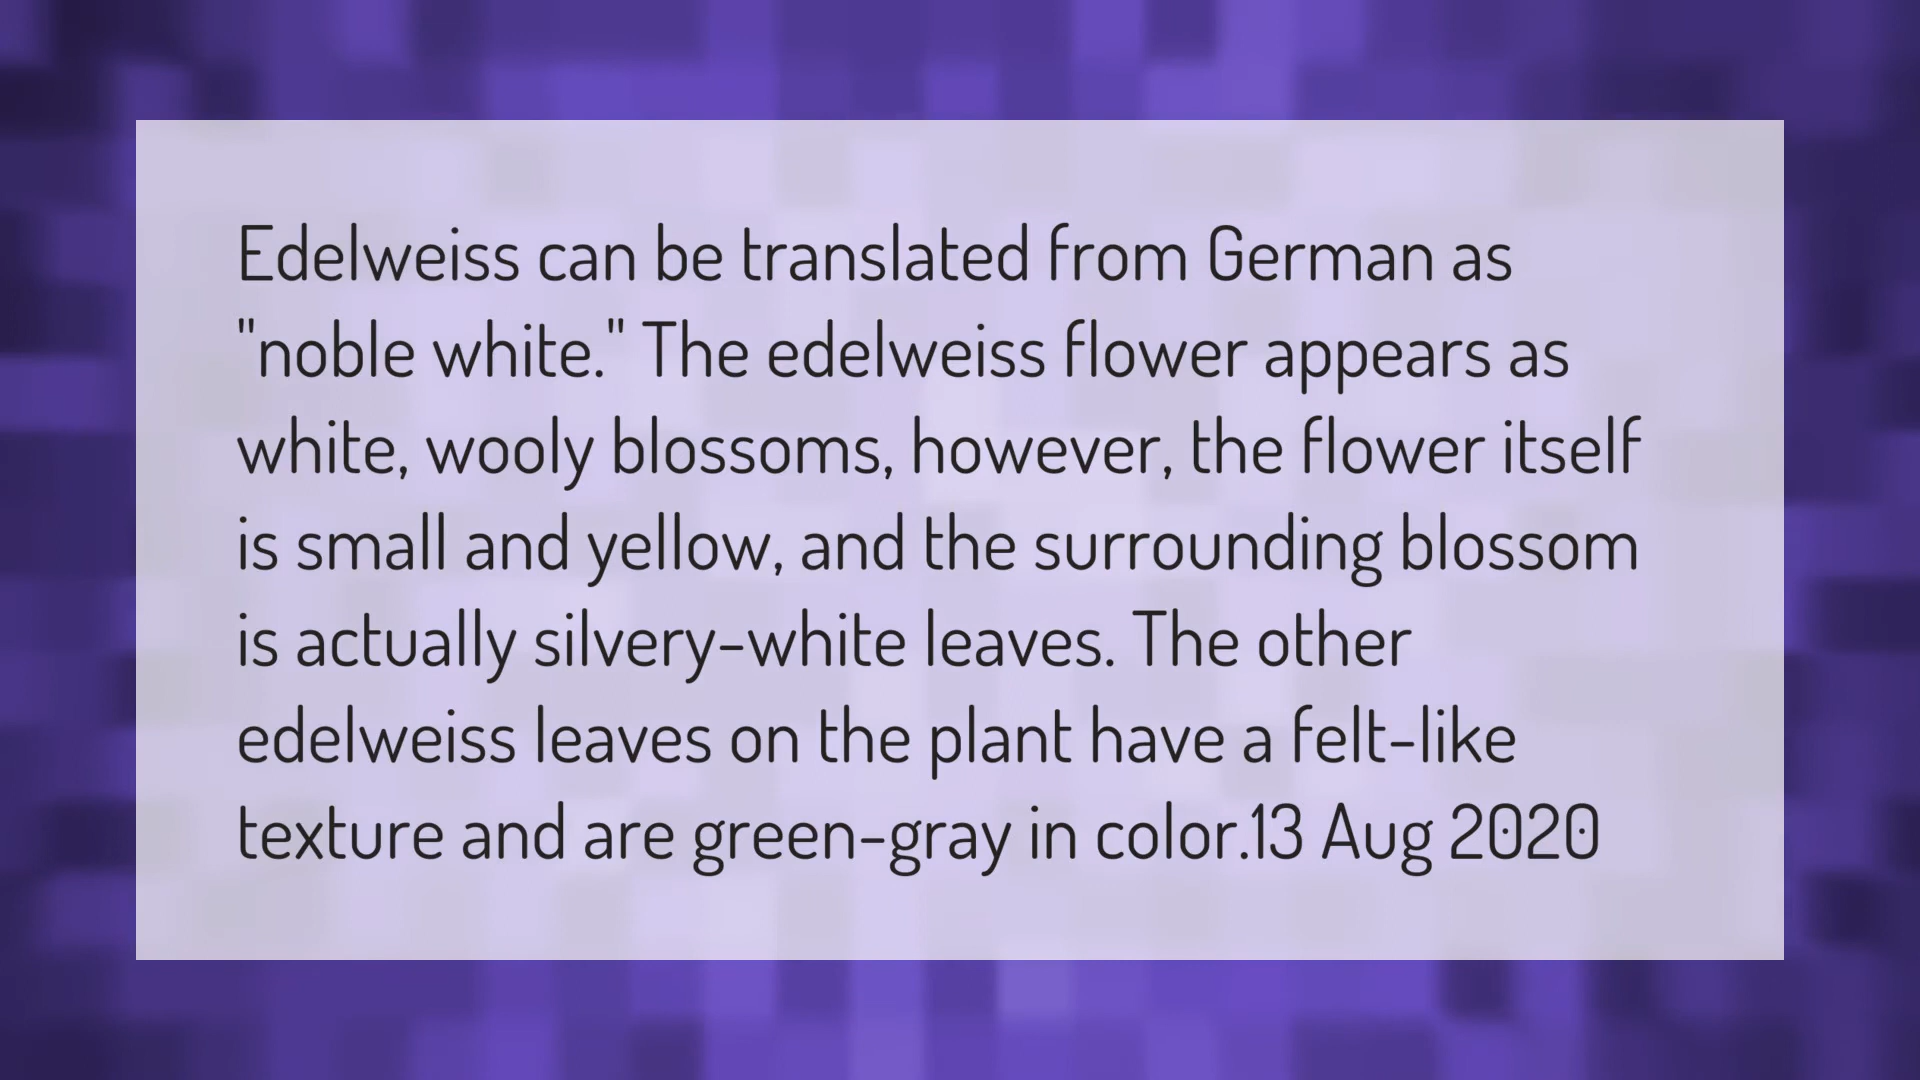 Edelweiss can be translated from German as
"noble white." The edelweiss flower appears as
white, wooly blossoms, however, the flower itself
is small and yellow, and the surrounding blossom
is actually silvery-white leaves. The other
edelweiss leaves on the plant have a felt-like
texture and are green-gray in color.13 Aug 2020